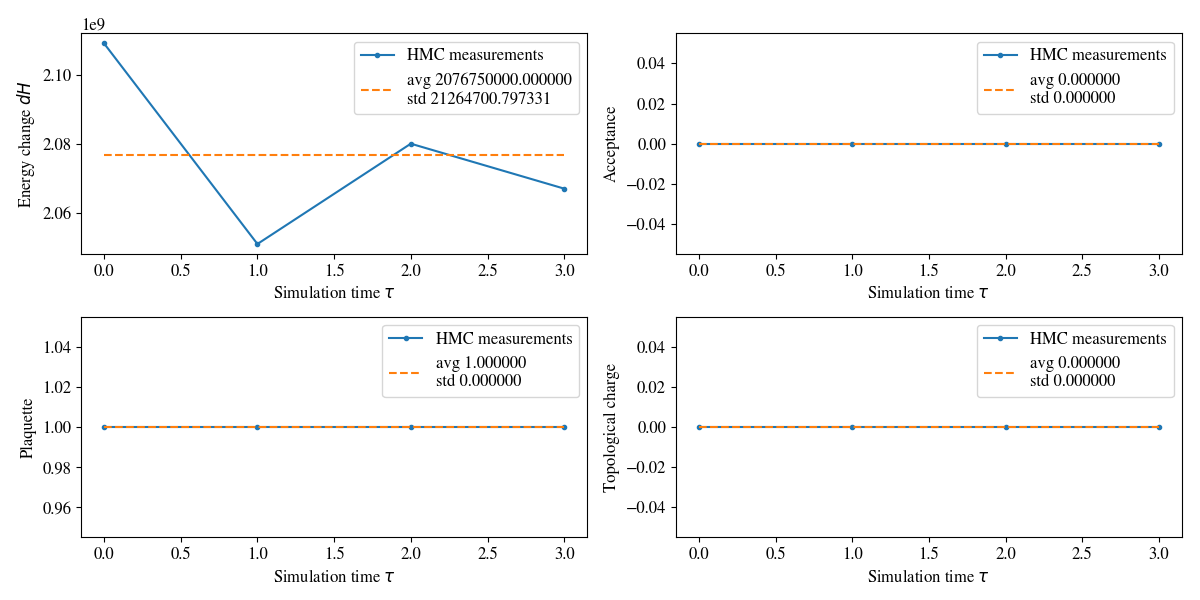 1e9
2.10
2.08
2.06
Energy change dH
HMC measurements
avg 2076750000.000000
std 21264700.797331
0.0 0.5 1.0 1.5 2.0 2.5 3.0
Simulation time τ
0.04
0.02
0.00
−0.02
−0.04
Acceptance
HMC measurements
avg 0.000000
std 0.000000
0.0 0.5 1.0 1.5 2.0 2.5 3.0
Simulation time τ
1.04
1.02
1.00
0.98
0.96
Plaquette
HMC measurements
avg 1.000000
std 0.000000
0.0 0.5 1.0 1.5 2.0 2.5 3.0
Simulation time τ
0.04
0.02
0.00
−0.02
−0.04
Topological charge
HMC measurements
avg 0.000000
std 0.000000
0.0 0.5 1.0 1.5 2.0 2.5 3.0
Simulation time τ